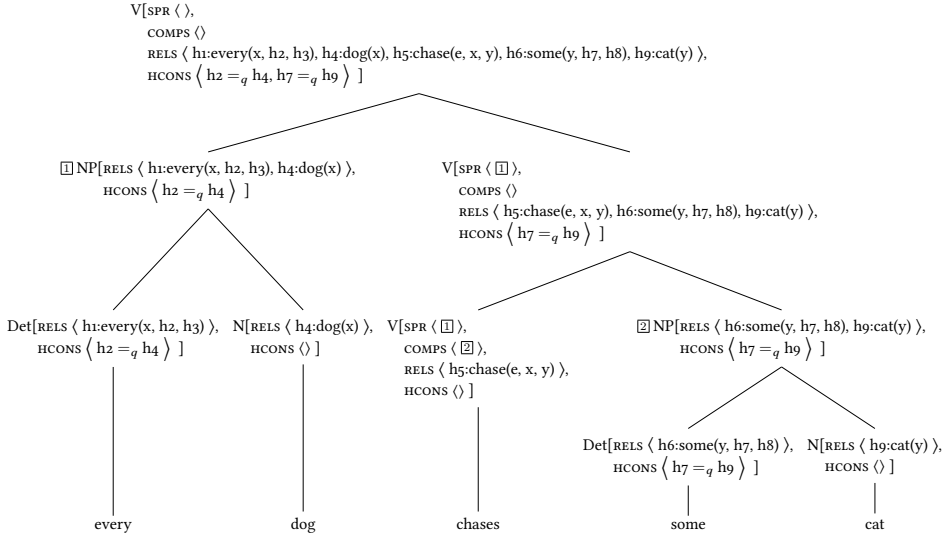 V[SPR ⟨ ⟩,
COMPS ⟨⟩
RELS ⟨ h1:every(x, h2, h3), h4:dog(x), h5:chase(e, x, y), h6:some(y, h7, h8), h9:cat(y) ⟩,
HCONS ⟨ h2 =q h4, h7 =q h9 ⟩ ]
1 NP[RELS ⟨ h1:every(x, h2, h3), h4:dog(x) ⟩,
HCONS ⟨ h2 =q h4 ⟩ ]
V[SPR ⟨ 1 ⟩,
COMPS ⟨⟩
RELS ⟨ h5:chase(e, x, y), h6:some(y, h7, h8), h9:cat(y) ⟩,
HCONS ⟨ h7 =q h9 ⟩ ]
Det[RELS ⟨ h1:every(x, h2, h3) ⟩,
HCONS ⟨ h2 =q h4 ⟩ ]
N[RELS ⟨ h4:dog(x) ⟩,
HCONS ⟨⟩ ]
V[SPR ⟨ 1 ⟩,
COMPS ⟨ 2 ⟩,
RELS ⟨ h5:chase(e, x, y) ⟩,
HCONS ⟨⟩ ]
2 NP[RELS ⟨ h6:some(y, h7, h8), h9:cat(y) ⟩,
HCONS ⟨ h7 =q h9 ⟩ ]
Det[RELS ⟨ h6:some(y, h7, h8) ⟩,
HCONS ⟨ h7 =q h9 ⟩ ]
N[RELS ⟨ h9:cat(y) ⟩,
HCONS ⟨⟩ ]
every dog chases some cat